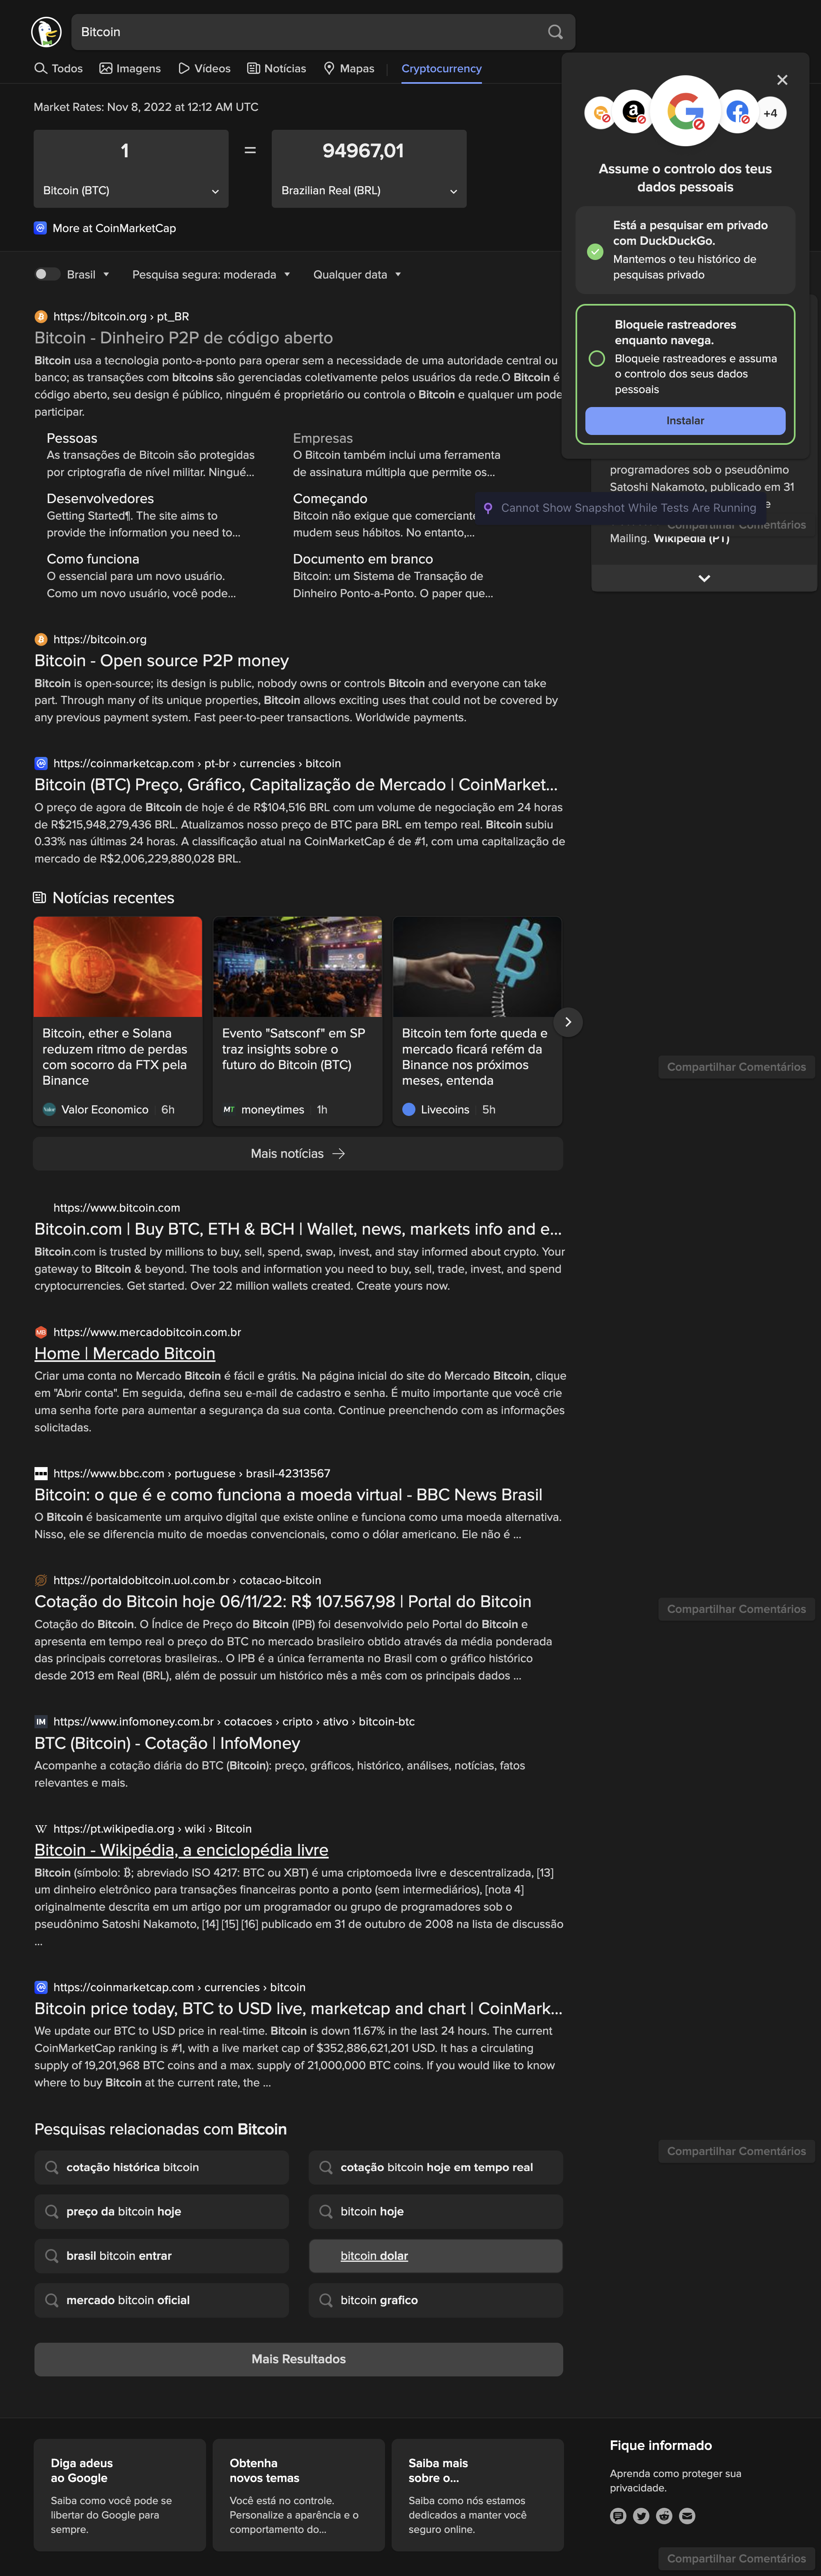 Bitcoin
Todos
Imagens
Vídeos
Notícias
Mapas
Cryptocurrency
Market Rates: Nov 8, 2022 at 12:12 AM UTC
1
=
94967,01
Bitcoin (BTC)
Brazilian Real (BRL)
More at CoinMarketCap
+4
Assume o controlo dos teus
dados pessoais
Está a pesquisar em privado
com DuckDuckGo.
Mantemos o teu histórico de
pesquisas privado
Bloqueie rastreadores
enquanto navega.
Bloqueie rastreadores e assuma
o controlo dos seus dados
pessoais
Instalar
programadores sob o pseudônimo
Satoshi Nakamoto, publicado em 31
e
Compartilhar Comentários
Mailing. Wikipedia (PT)
Cannot Show Snapshot While Tests Are Running
Brasil
Pesquisa segura: moderada
Qualquer data
https://bitcoin.org › pt_BR
Bitcoin - Dinheiro P2P de código aberto
Bitcoin usa a tecnologia ponto-a-ponto para operar sem a necessidade de uma autoridade central ou
banco; as transações com bitcoins são gerenciadas coletivamente pelos usuários da rede.O Bitcoin é
código aberto, seu design é público, ninguém é proprietário ou controla o Bitcoin e qualquer um pode
participar.
Pessoas
As transações de Bitcoin são protegidas
por criptografia de nível militar. Ningué...
Empresas
O Bitcoin também inclui uma ferramenta
de assinatura múltipla que permite os...
Desenvolvedores
Getting Started¶. The site aims to
provide the information you need to...
Começando
Bitcoin não exigue que comerciante
mudem seus hábitos. No entanto,...
Como funciona
O essencial para um novo usuário.
Como um novo usuário, você pode...
Documento em branco
Bitcoin: um Sistema de Transação de
Dinheiro Ponto-a-Ponto. O paper que...
https://bitcoin.org
Bitcoin - Open source P2P money
Bitcoin is open-source; its design is public, nobody owns or controls Bitcoin and everyone can take
part. Through many of its unique properties, Bitcoin allows exciting uses that could not be covered by
any previous payment system. Fast peer-to-peer transactions. Worldwide payments.
https://coinmarketcap.com › pt-br › currencies › bitcoin
Bitcoin (BTC) Preço, Gráfico, Capitalização de Mercado | CoinMarket...
O preço de agora de Bitcoin de hoje é de R$104,516 BRL com um volume de negociação em 24 horas
de R$215,948,279,436 BRL. Atualizamos nosso preço de BTC para BRL em tempo real. Bitcoin subiu
0.33% nas últimas 24 horas. A classificação atual na CoinMarketCap é de #1, com uma capitalização de
mercado de R$2,006,229,880,028 BRL.
Notícias recentes
Bitcoin, ether e Solana
reduzem ritmo de perdas
com socorro da FTX pela
Binance
Valor Economico 6h
Evento "Satsconf" em SP
traz insights sobre o
futuro do Bitcoin (BTC)
MT moneytimes 1h
Bitcoin tem forte queda e
mercado ficará refém da
Binance nos próximos
meses, entenda
Livecoins 5h
Compartilhar Comentários
Mais notícias
https://www.bitcoin.com
Bitcoin.com | Buy BTC, ETH & BCH | Wallet, news, markets info and e...
Bitcoin.com is trusted by millions to buy, sell, spend, swap, invest, and stay informed about crypto. Your
gateway to Bitcoin & beyond. The tools and information you need to buy, sell, trade, invest, and spend
cryptocurrencies. Get started. Over 22 million wallets created. Create yours now.
https://www.mercadobitcoin.com.br
Home | Mercado Bitcoin
Criar uma conta no Mercado Bitcoin é fácil e grátis. Na página inicial do site do Mercado Bitcoin, clique
em "Abrir conta". Em seguida, defina seu e-mail de cadastro e senha. É muito importante que você crie
uma senha forte para aumentar a segurança da sua conta. Continue preenchendo com as informações
solicitadas.
https://www.bbc.com › portuguese › brasil-42313567
Bitcoin: o que é e como funciona a moeda virtual - BBC News Brasil
O Bitcoin é basicamente um arquivo digital que existe online e funciona como uma moeda alternativa.
Nisso, ele se diferencia muito de moedas convencionais, como o dólar americano. Ele não é ...
https://portaldobitcoin.uol.com.br › cotacao-bitcoin
Cotação do Bitcoin hoje 06/11/22: R$ 107.567,98 | Portal do Bitcoin
Compartilhar Comentários
Cotação do Bitcoin. O Índice de Preço do Bitcoin (IPB) foi desenvolvido pelo Portal do Bitcoin e
apresenta em tempo real o preço do BTC no mercado brasileiro obtido através da média ponderada
das principais corretoras brasileiras.. O IPB é a única ferramenta no Brasil com o gráfico histórico
desde 2013 em Real (BRL), além de possuir um histórico mês a mês com os principais dados ...
IM https://www.infomoney.com.br › cotacoes › cripto › ativo › bitcoin-btc
BTC (Bitcoin) - Cotação | InfoMoney
Acompanhe a cotação diária do BTC (Bitcoin): preço, gráficos, histórico, análises, notícias, fatos
relevantes e mais.
W https://pt.wikipedia.org › wiki › Bitcoin
Bitcoin - Wikipédia, a enciclopédia livre
Bitcoin (símbolo: ₿; abreviado ISO 4217: BTC ou XBT) é uma criptomoeda livre e descentralizada, [13]
um dinheiro eletrônico para transações financeiras ponto a ponto (sem intermediários), [nota 4]
originalmente descrita em um artigo por um programador ou grupo de programadores sob o
pseudônimo Satoshi Nakamoto, [14] [15] [16] publicado em 31 de outubro de 2008 na lista de discussão
...
https://coinmarketcap.com › currencies › bitcoin
Bitcoin price today, BTC to USD live, marketcap and chart | CoinMark...
We update our BTC to USD price in real-time. Bitcoin is down 11.67% in the last 24 hours. The current
CoinMarketCap ranking is #1, with a live market cap of $352,886,621,201 USD. It has a circulating
supply of 19,201,968 BTC coins and a max. supply of 21,000,000 BTC coins. If you would like to know
where to buy Bitcoin at the current rate, the ...
Pesquisas relacionadas com Bitcoin
Compartilhar Comentários
cotação histórica bitcoin
cotação bitcoin hoje em tempo real
preço da bitcoin hoje
bitcoin hoje
brasil bitcoin entrar
bitcoin dolar
mercado bitcoin oficial
bitcoin grafico
Mais Resultados
Diga adeus
ao Google
Saiba como você pode se
libertar do Google para
sempre.
Obtenha
novos temas
Você está no controle.
Personalize a aparência e o
comportamento do...
Saiba mais
sobre o...
Saiba como nós estamos
dedicados a manter você
seguro online.
Fique informado
Aprenda como proteger sua
privacidade.
Compartilhar Comentários